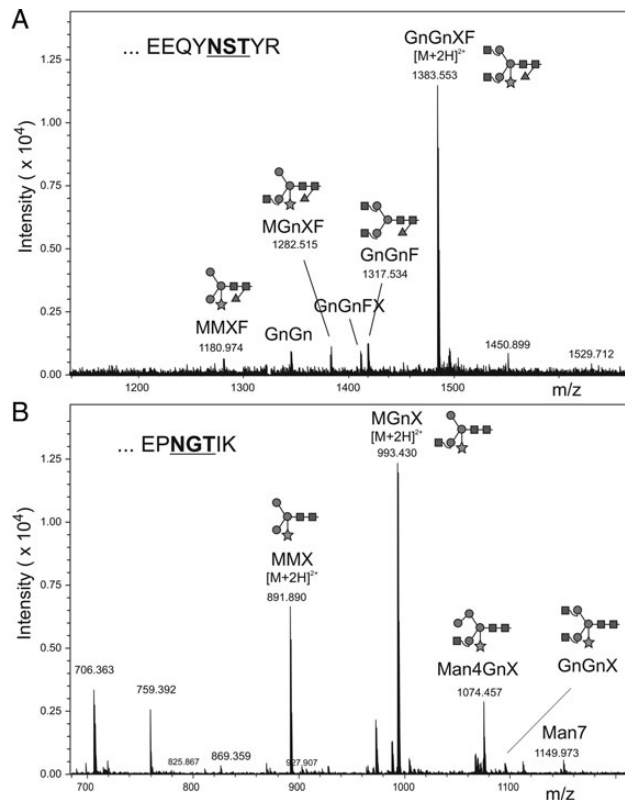 A
... EEQYNSTYR
GnGnXF
[M+2H]2+
1383.553
MGnXF
1282.515
GnGnF
1317.534
GnGnFX
MMXF
1180.974
GnGn
1450.899
1529.712
Intensity ( x 10⁴)
1.25
1.00
0.75
0.50
0.25
0.00
1200
1300
1400
1500
m/z
B
... EPNGTIK
MGnX
[M+2H]2+
993.430
MMX
[M+2H]2+
891.890
Man4GnX
1074.457
GnGnX
Man7
1149.973
706.363
759.392
825.867
869.359
927.907
Intensity ( x 10⁴)
1.25
1.00
0.75
0.50
0.25
0.00
700
800
900
1000
1100
m/z